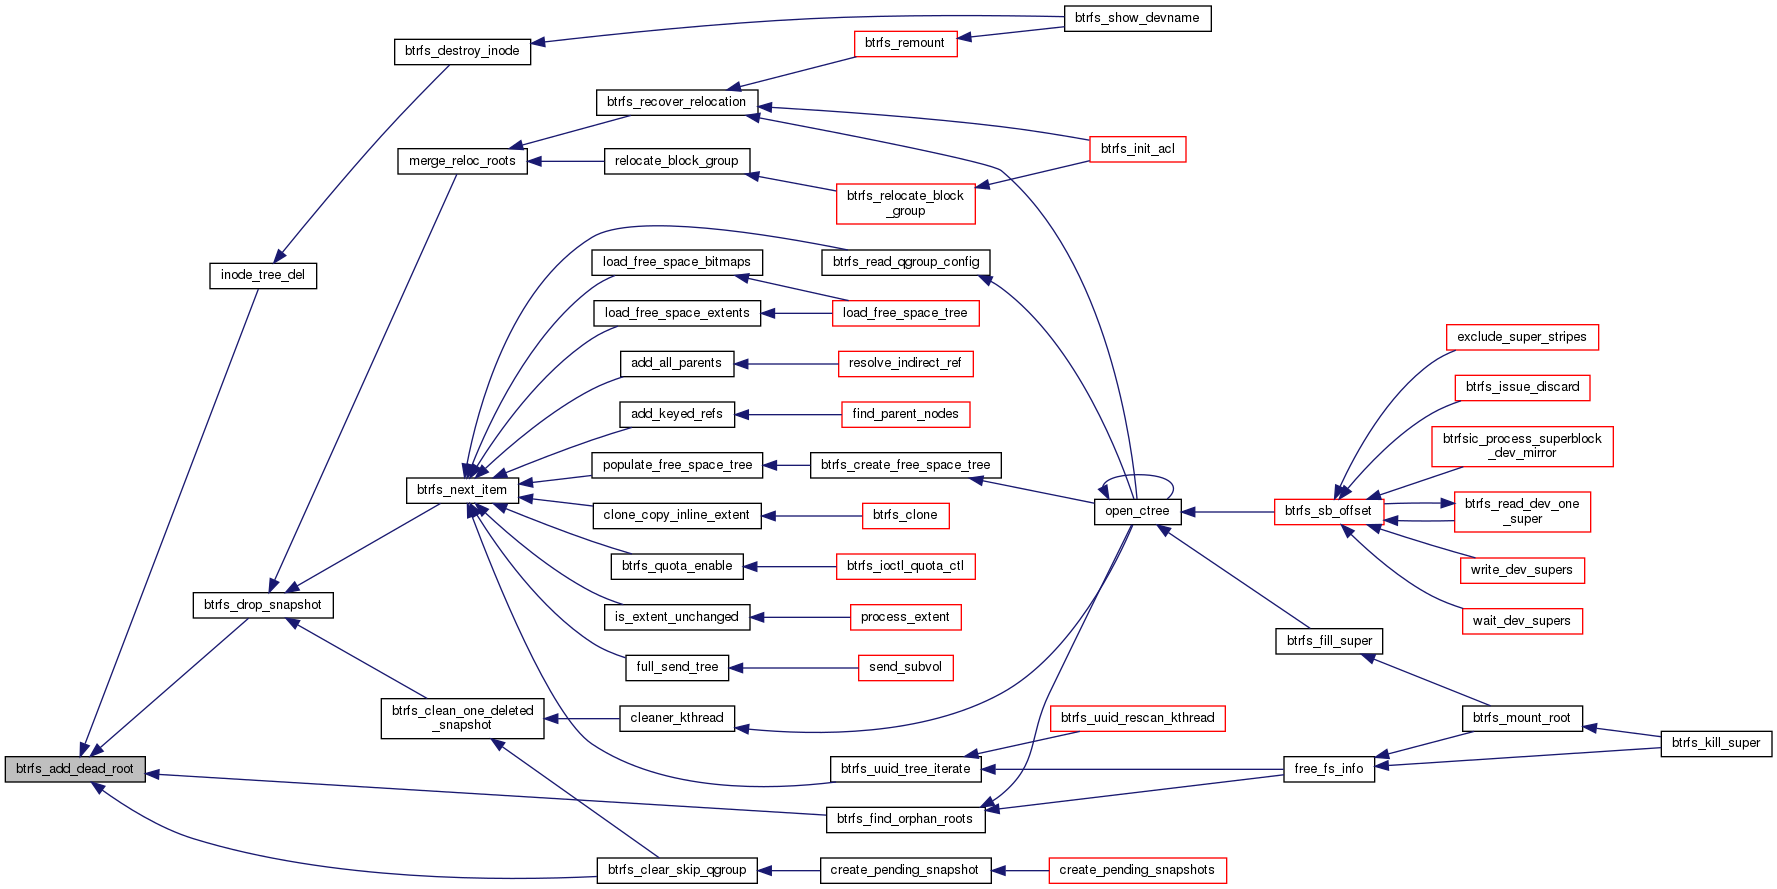 btrfs_show_devname
btrfs_destroy_inode
btrfs_remount
btrfs_recover_relocation
btrfs_init_acl
merge_reloc_roots
relocate_block_group
btrfs_relocate_block
_group
inode_tree_del
load_free_space_bitmaps
btrfs_read_qgroup_config
load_free_space_extents
load_free_space_tree
exclude_super_stripes
add_all_parents
resolve_indirect_ref
btrfs_issue_discard
add_keyed_refs
find_parent_nodes
btrfsic_process_superblock
_dev_mirror
populate_free_space_tree
btrfs_create_free_space_tree
btrfs_next_item
clone_copy_inline_extent
btrfs_clone
open_ctree
btrfs_sb_offset
btrfs_read_dev_one
_super
btrfs_quota_enable
btrfs_ioctl_quota_ctl
write_dev_supers
btrfs_drop_snapshot
is_extent_unchanged
process_extent
wait_dev_supers
btrfs_fill_super
full_send_tree
send_subvol
btrfs_clean_one_deleted
_snapshot
cleaner_kthread
btrfs_uuid_rescan_kthread
btrfs_mount_root
btrfs_kill_super
btrfs_add_dead_root
btrfs_uuid_tree_iterate
free_fs_info
btrfs_find_orphan_roots
btrfs_clear_skip_qgroup
create_pending_snapshot
create_pending_snapshots